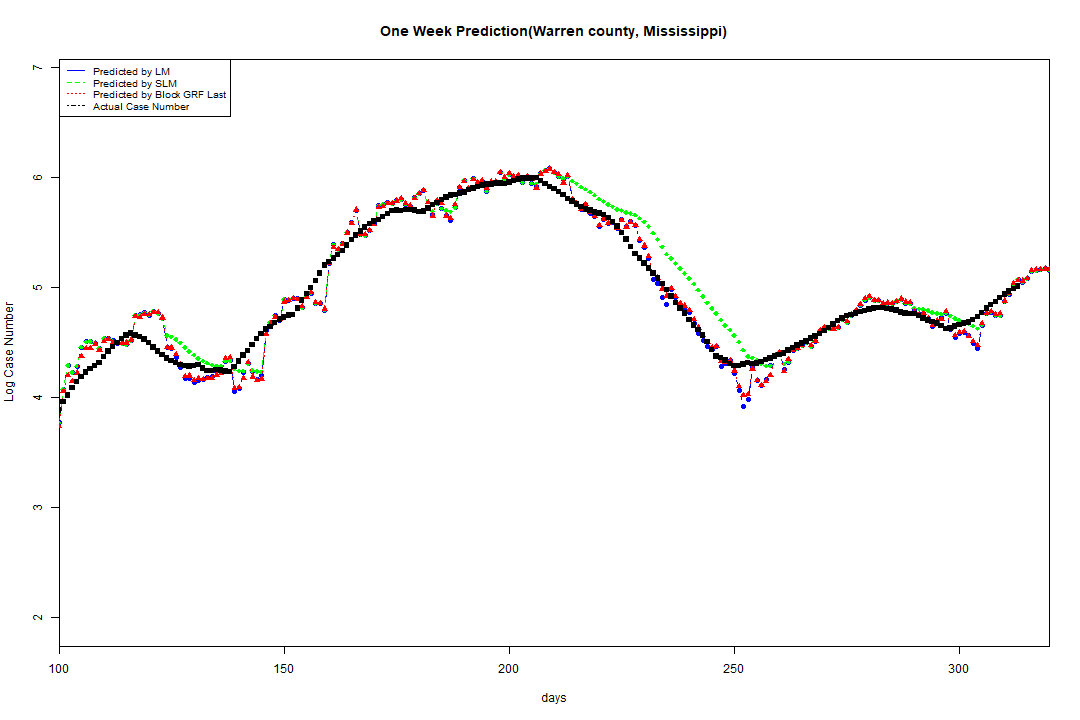 One Week Prediction(Warren county, Mississippi)
Predicted by LM
Predicted by SLM
Predicted by Block GRF Last
Actual Case Number
7
6
5
4
3
2
Log Case Number
100 150 200 250 300
days